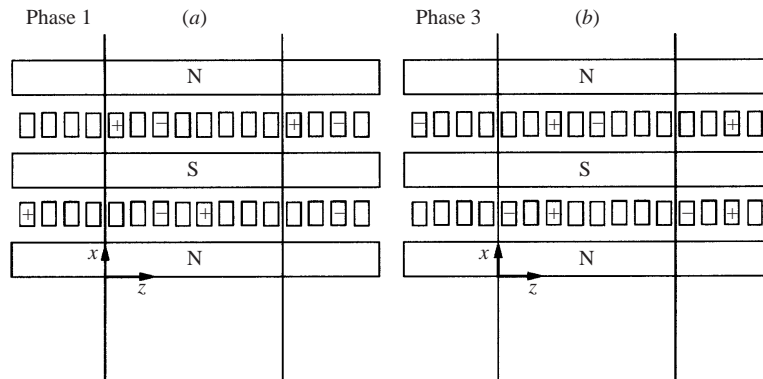 Phase 1 (a) Phase 3 (b)
N N
+ − + − − + − +
S S
+ − + − − + − +
x N x N
z z